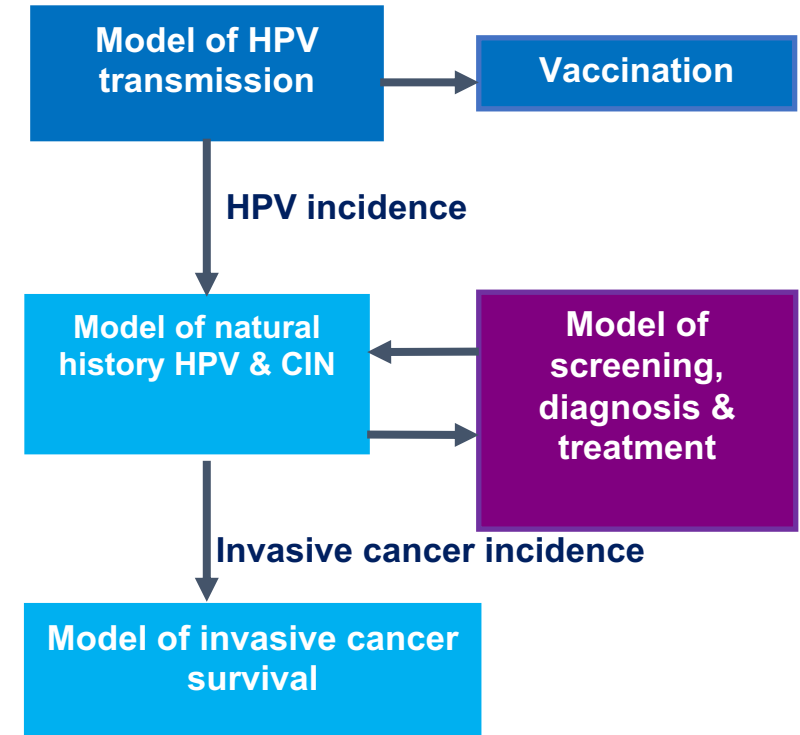 Model of HPV
transmission
Vaccination
HPV incidence
Model of natural
history HPV & CIN
Model of
screening,
diagnosis &
treatment
Invasive cancer incidence
Model of invasive cancer
survival